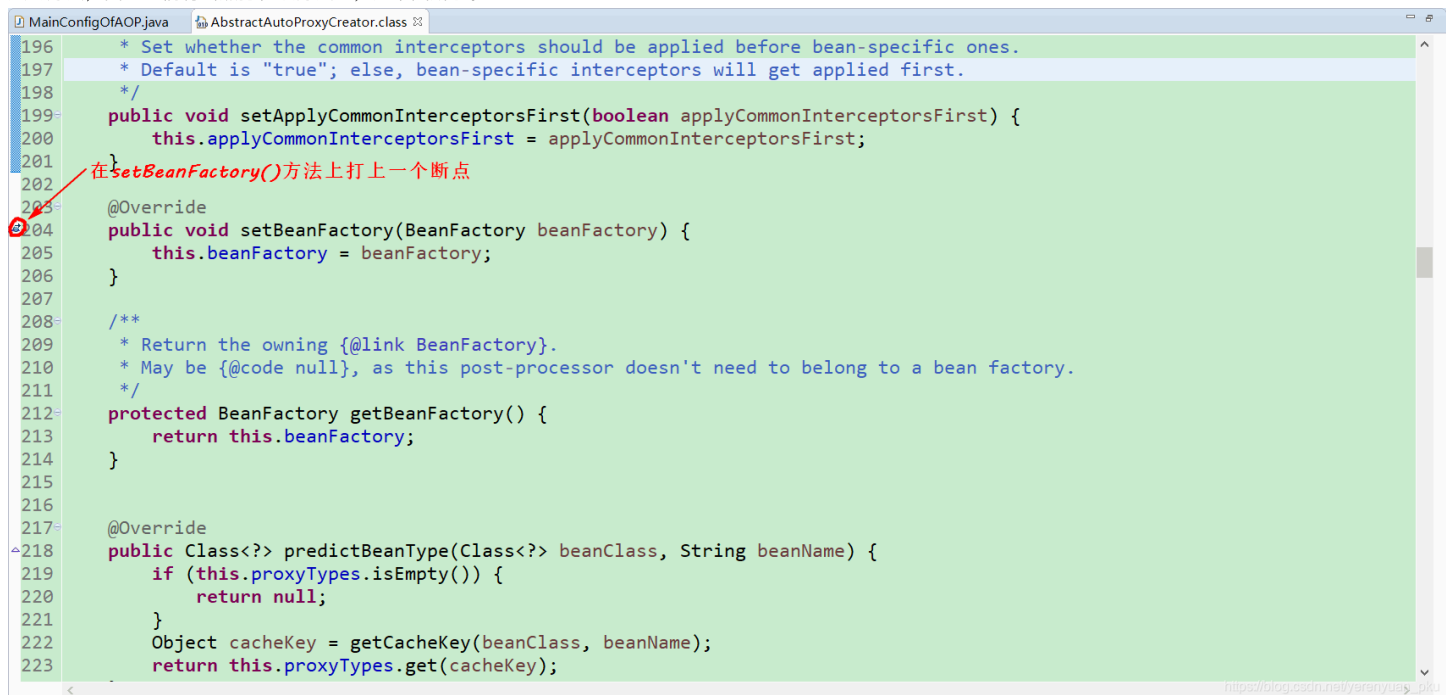 MainConfigOfAOP.java AbstractAutoProxyCreator.class
196 * Set whether the common interceptors should be applied before bean-specific ones.
197 * Default is "true"; else, bean-specific interceptors will get applied first.
198 */
199 public void setApplyCommonInterceptorsFirst(boolean applyCommonInterceptorsFirst) {
200 this.applyCommonInterceptorsFirst = applyCommonInterceptorsFirst;
201 }
在setBeanFactory()方法上打上一个断点
202
203 @Override
204 public void setBeanFactory(BeanFactory beanFactory) {
205 this.beanFactory = beanFactory;
206 }
207
208 /**
209 * Return the owning {@link BeanFactory}.
210 * May be {@code null}, as this post-processor doesn't need to belong to a bean factory.
211 */
212 protected BeanFactory getBeanFactory() {
213 return this.beanFactory;
214 }
215
216
217 @Override
218 public Class<?> predictBeanType(Class<?> beanClass, String beanName) {
219 if (this.proxyTypes.isEmpty()) {
220 return null;
221 }
222 Object cacheKey = getCacheKey(beanClass, beanName);
223 return this.proxyTypes.get(cacheKey);